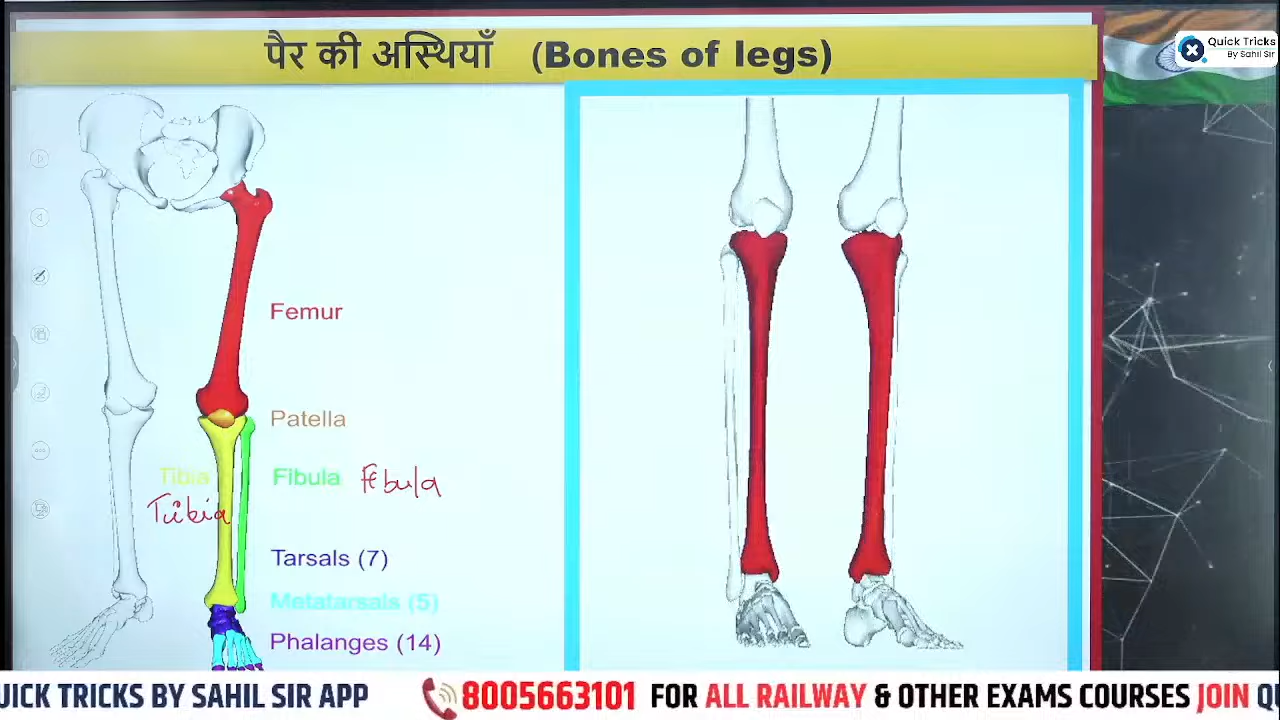 पैर की अस्थियाँ (Bones of legs)
Quick Tricks
By Sahil Sir
Femur
Patella
Tibia Fibula Fibula
Tibia
Tarsals (7)
Metatarsals (5)
Phalanges (14)
UICK TRICKS BY SAHIL SIR APP 8005663101 FOR ALL RAILWAY & OTHER EXAMS COURSES JOIN QU